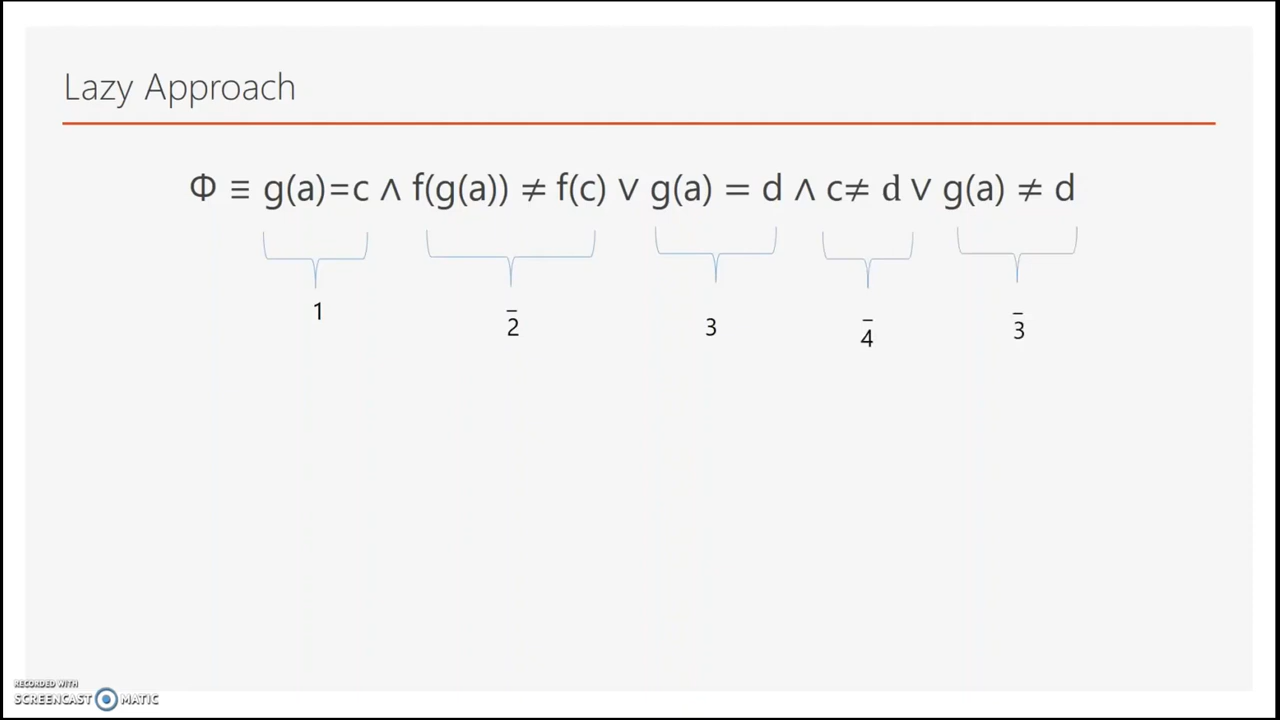 Lazy Approach
Φ ≡ g(a)=c ∧ f(g(a)) ≠ f(c) ∨ g(a) = d ∧ c≠ d ∨ g(a) ≠ d
1 2̅ 3 4̅ 3̅
RECORDED WITH
SCREENCAST MATIC